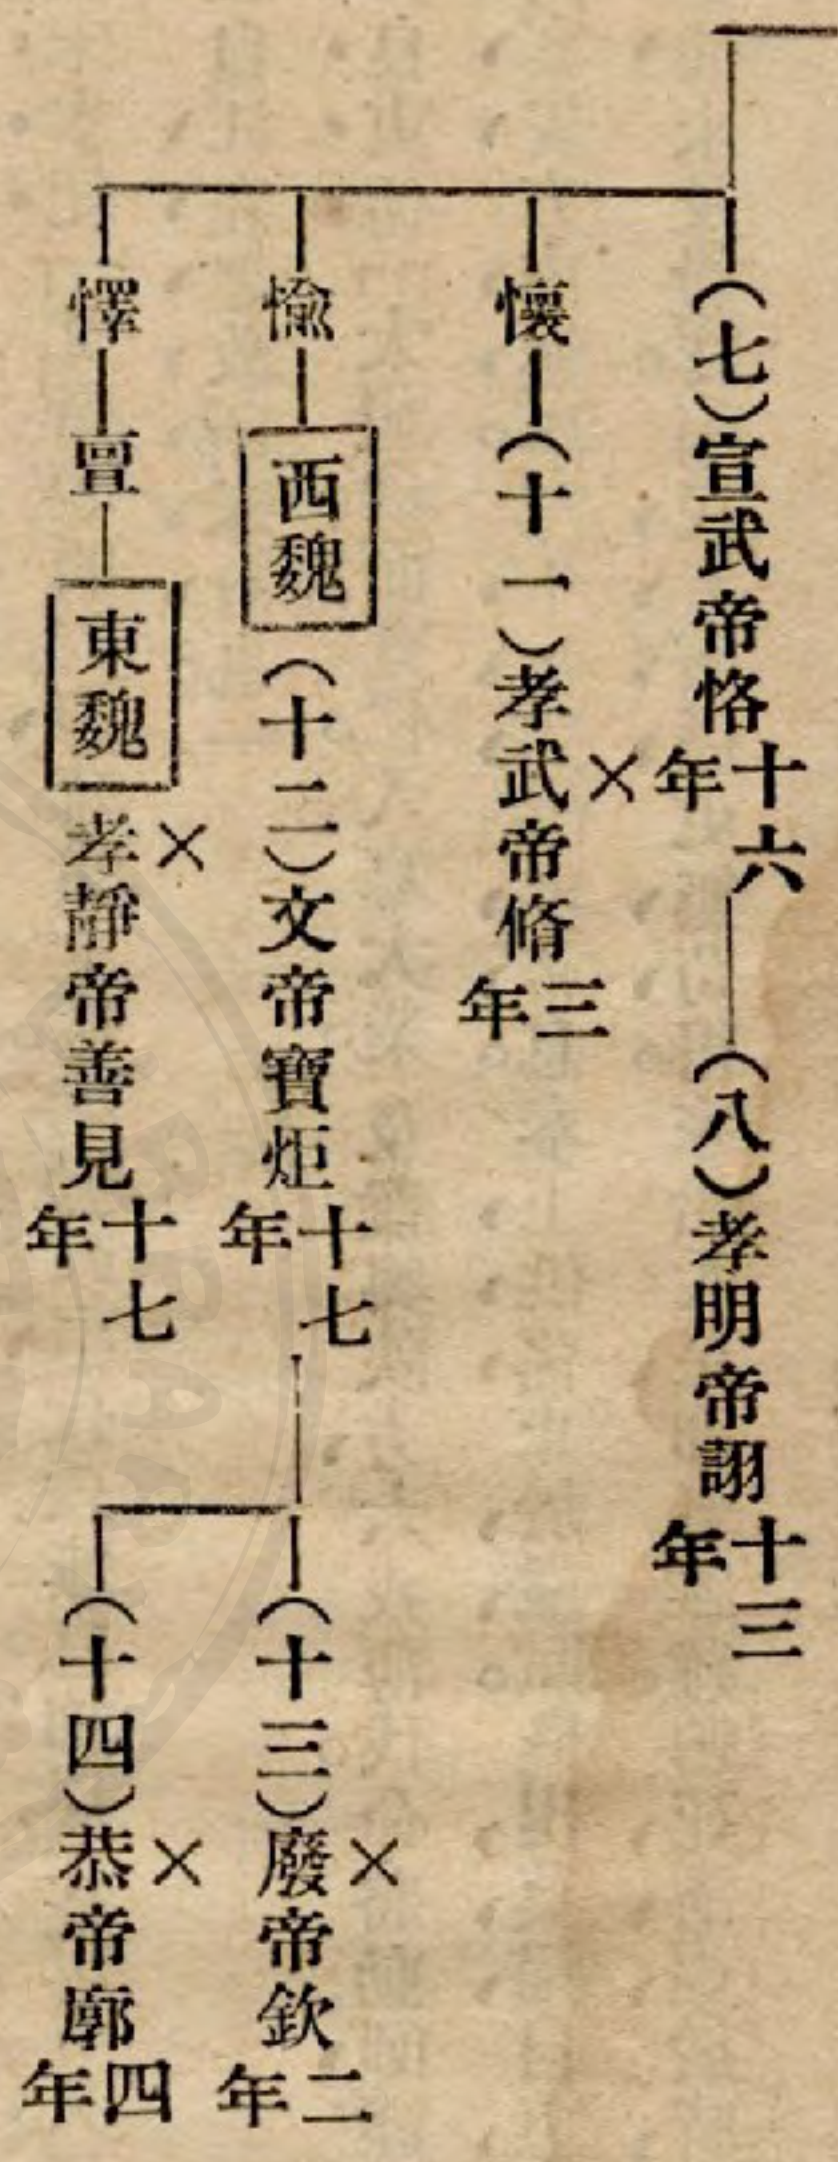 (七)宣武帝恪十六年
(八)孝明帝詡十三年
懷
(十一)孝武帝脩三年
×
愉
西魏
(十二)文帝寶炬十七年
(十三)廢帝欽二年
×
(十四)恭帝廓四年
×
懌
亶
東魏
孝靜帝善見十七年
×